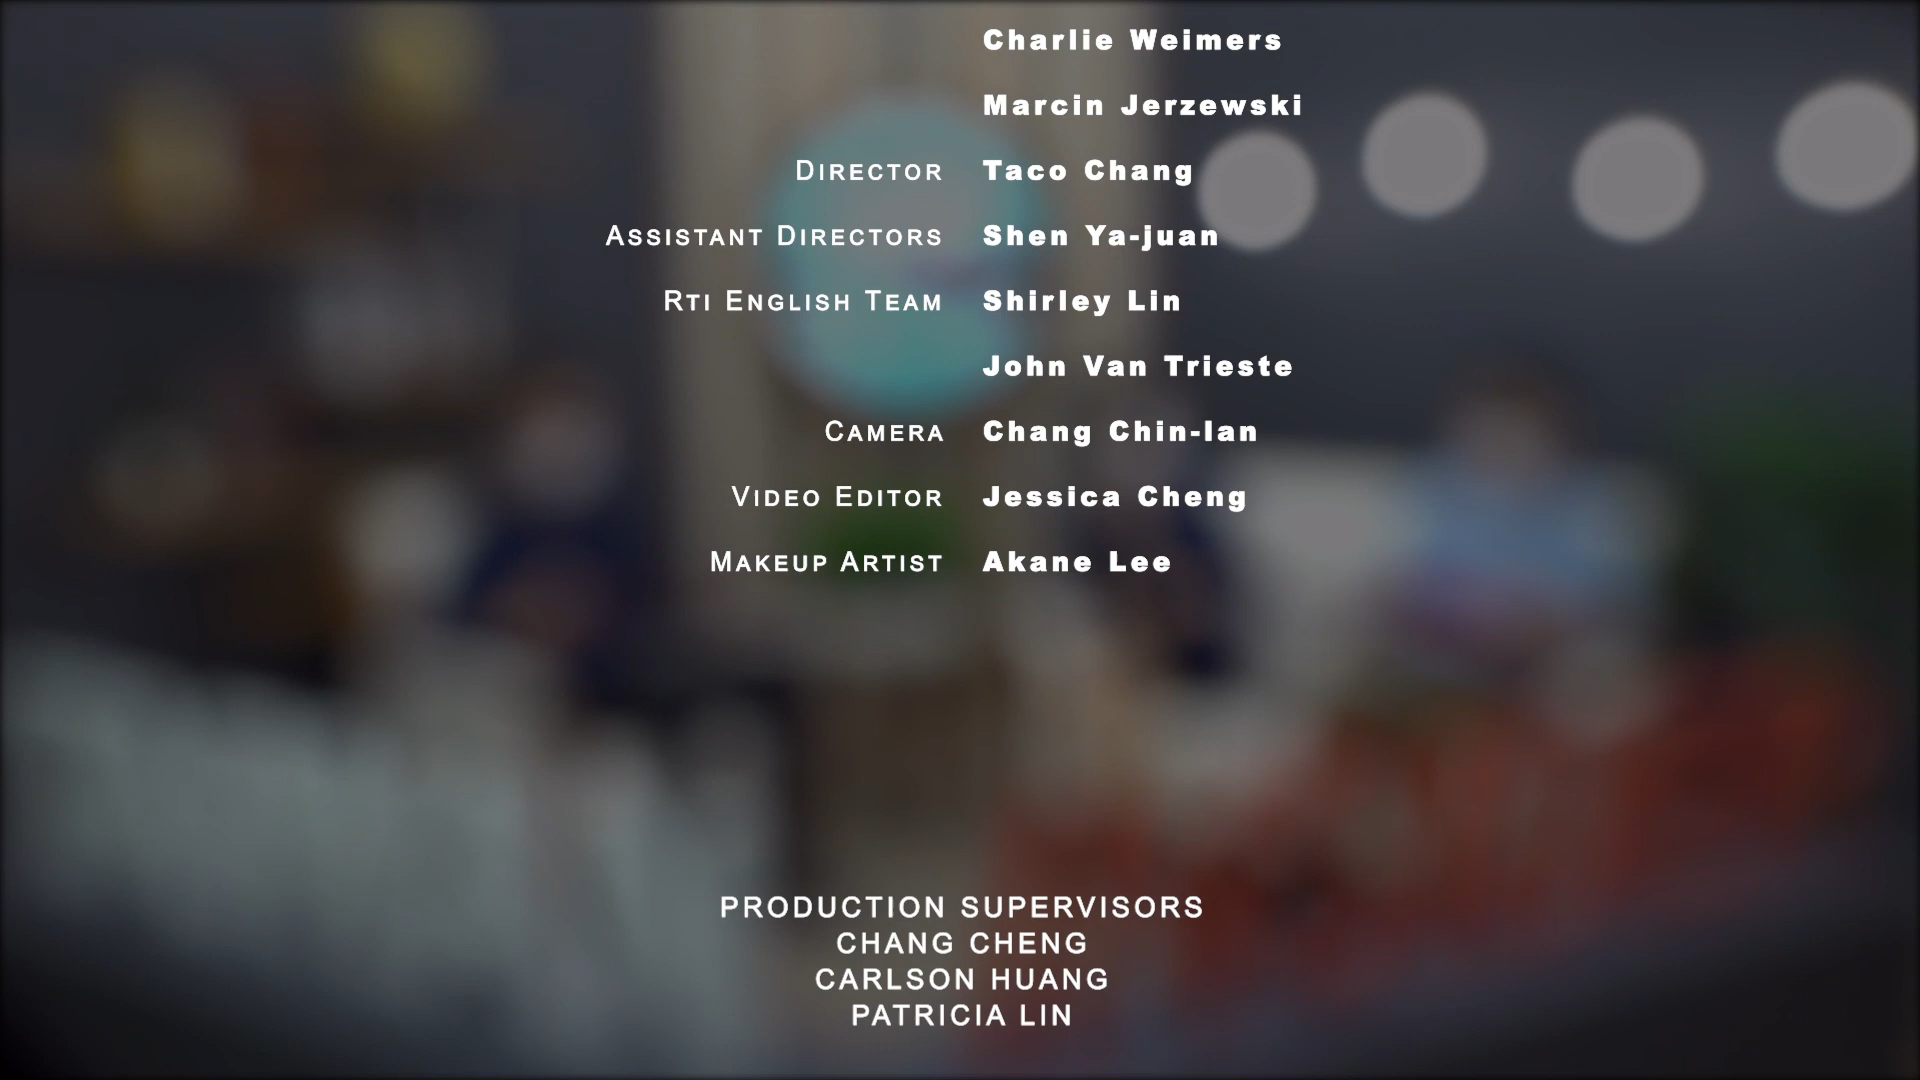 Charlie Weimers
Marcin Jerzewski
Director Taco Chang
Assistant Directors Shen Ya-juan
Rti English Team Shirley Lin
John Van Trieste
Camera Chang Chin-lan
Video Editor Jessica Cheng
Makeup Artist Akane Lee
PRODUCTION SUPERVISORS
CHANG CHENG
CARLSON HUANG
PATRICIA LIN